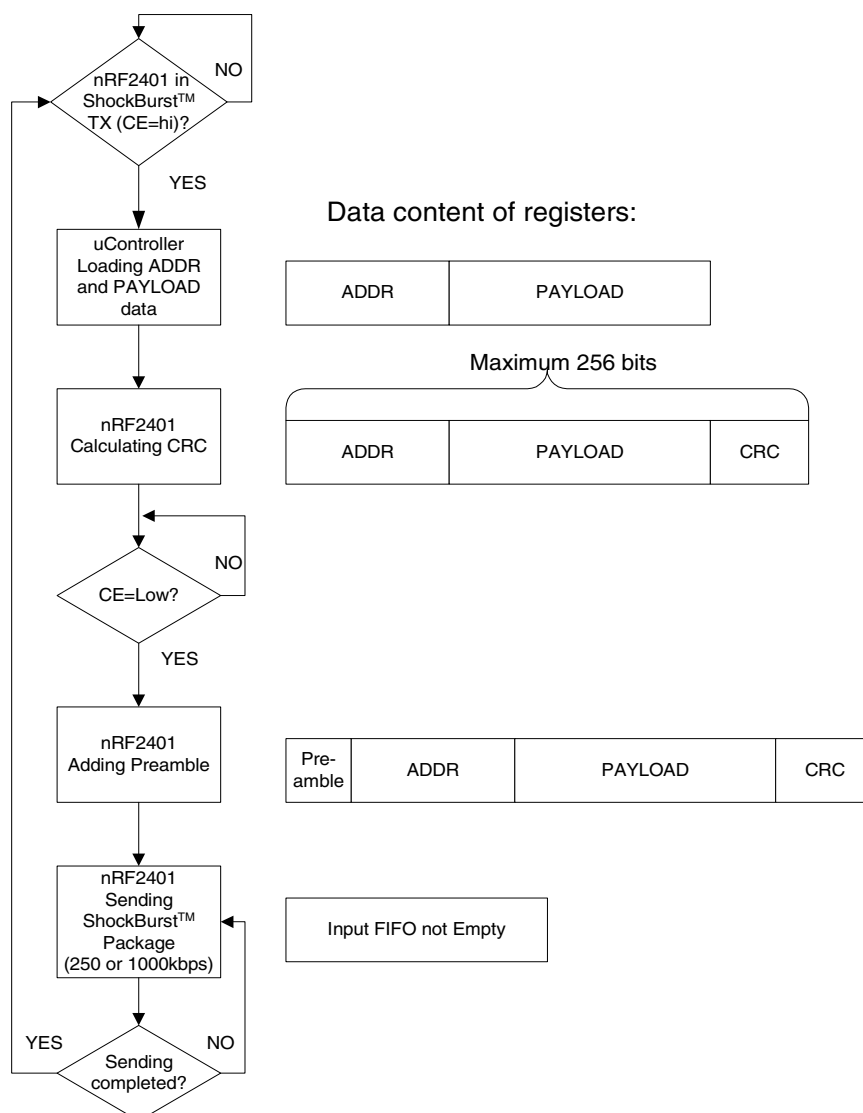 nRF2401 in
ShockBurst™
TX (CE=hi)?
NO
YES
Data content of registers:
uController
Loading ADDR
and PAYLOAD
data
ADDR
PAYLOAD
Maximum 256 bits
nRF2401
Calculating CRC
ADDR
PAYLOAD
CRC
NO
CE=Low?
YES
nRF2401
Adding Preamble
Pre-
amble
ADDR
PAYLOAD
CRC
nRF2401
Sending
ShockBurst™
Package
(250 or 1000kbps)
Input FIFO not Empty
YES
NO
Sending
completed?